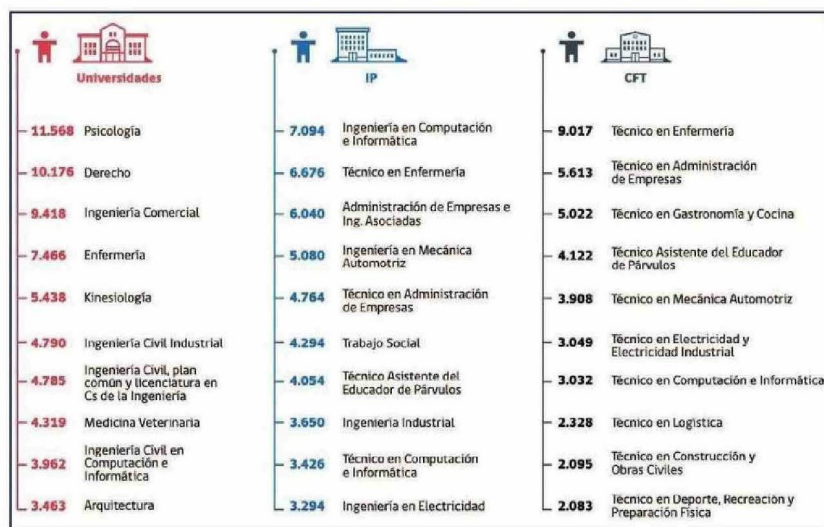 Universidades
11.568 Psicología
10.176 Derecho
9.418 Ingeniería Comercial
7.466 Enfermería
5.438 Kinesiología
4.790 Ingeniería Civil Industrial
4.785 Ingeniería Civil, plan
común y licenciatura en
Cs de la Ingeniería
4.319 Medicina Veterinaria
3.962 Ingeniería Civil en
Computación e
Informática
3.463 Arquitectura
IP
7.094 Ingeniería en Computación
e Informática
6.676 Técnico en Enfermería
6.040 Administración de Empresas e
Ing. Asociadas
5.080 Ingeniería en Mecánica
Automotriz
4.764 Técnico en Administración
de Empresas
4.294 Trabajo Social
4.054 Técnico Asistente del
Educador de Párvulos
3.650 Ingeniería Industrial
3.426 Técnico en Computación
e Informática
3.294 Ingeniería en Electricidad
CFT
9.017 Técnico en Enfermería
5.613 Técnico en Administración
de Empresas
5.022 Técnico en Gastronomía y Cocina
4.122 Técnico Asistente del Educador
de Párvulos
3.908 Técnico en Mecánica Automotriz
3.049 Técnico en Electricidad y
Electricidad Industrial
3.032 Técnico en Computación e Informática
2.328 Técnico en Logística
2.095 Técnico en Construcción y
Obras Civiles
2.083 Técnico en Deporte, Recreación y
Preparación Física